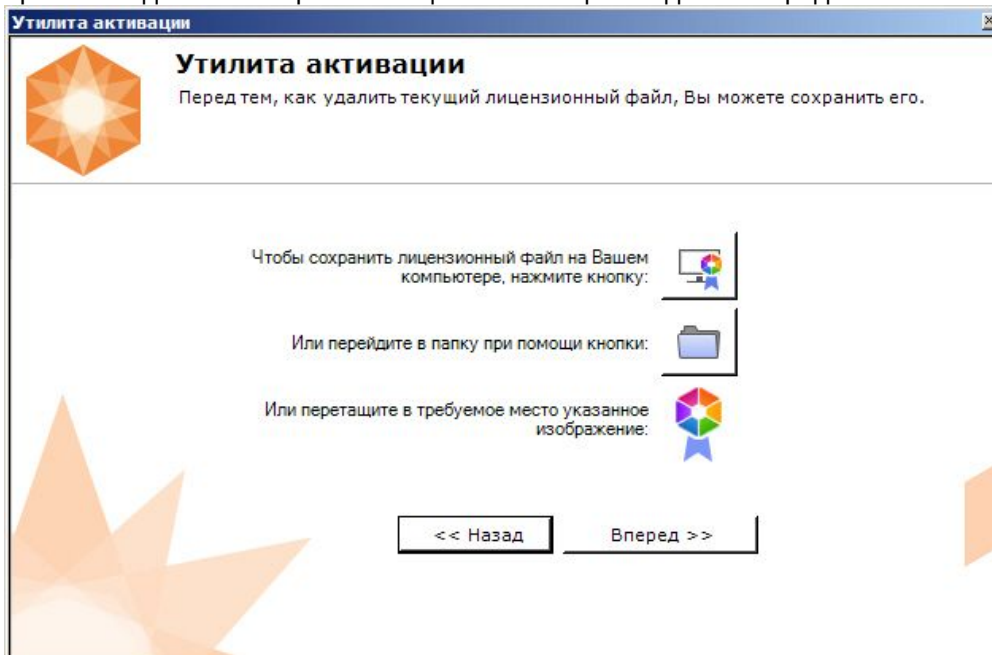 Утилита активации
Утилита активации
Перед тем, как удалить текущий лицензионный файл, Вы можете сохранить его.
Чтобы сохранить лицензионный файл на Вашем
компьютере, нажмите кнопку:
Или перейдите в папку при помощи кнопки:
Или перетащите в требуемое место указанное
изображение:
<< Назад
Вперед >>